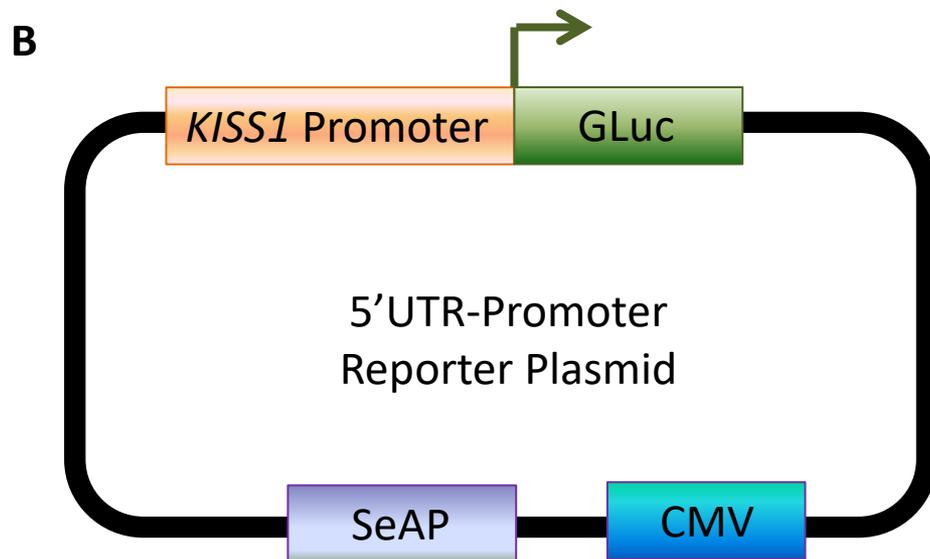 B
KISS1 Promoter GLuc
5’UTR-Promoter
Reporter Plasmid
SeAP CMV